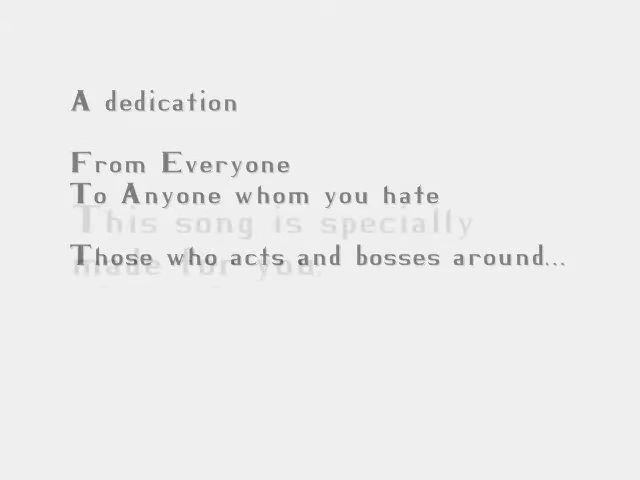 A dedication
From Everyone
To Anyone whom you hate
This song is specially
Those who acts and bosses around...
made for you